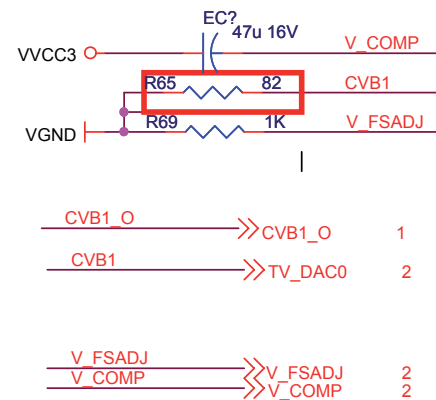 EC?
47u 16V
VVCC3 V_COMP
R65 82 CVB1
VGND R69 1K V_FSADJ
CVB1_O CVB1_O 1
CVB1 TV_DAC0 2
V_FSADJ V_FSADJ 2
V_COMP V_COMP 2